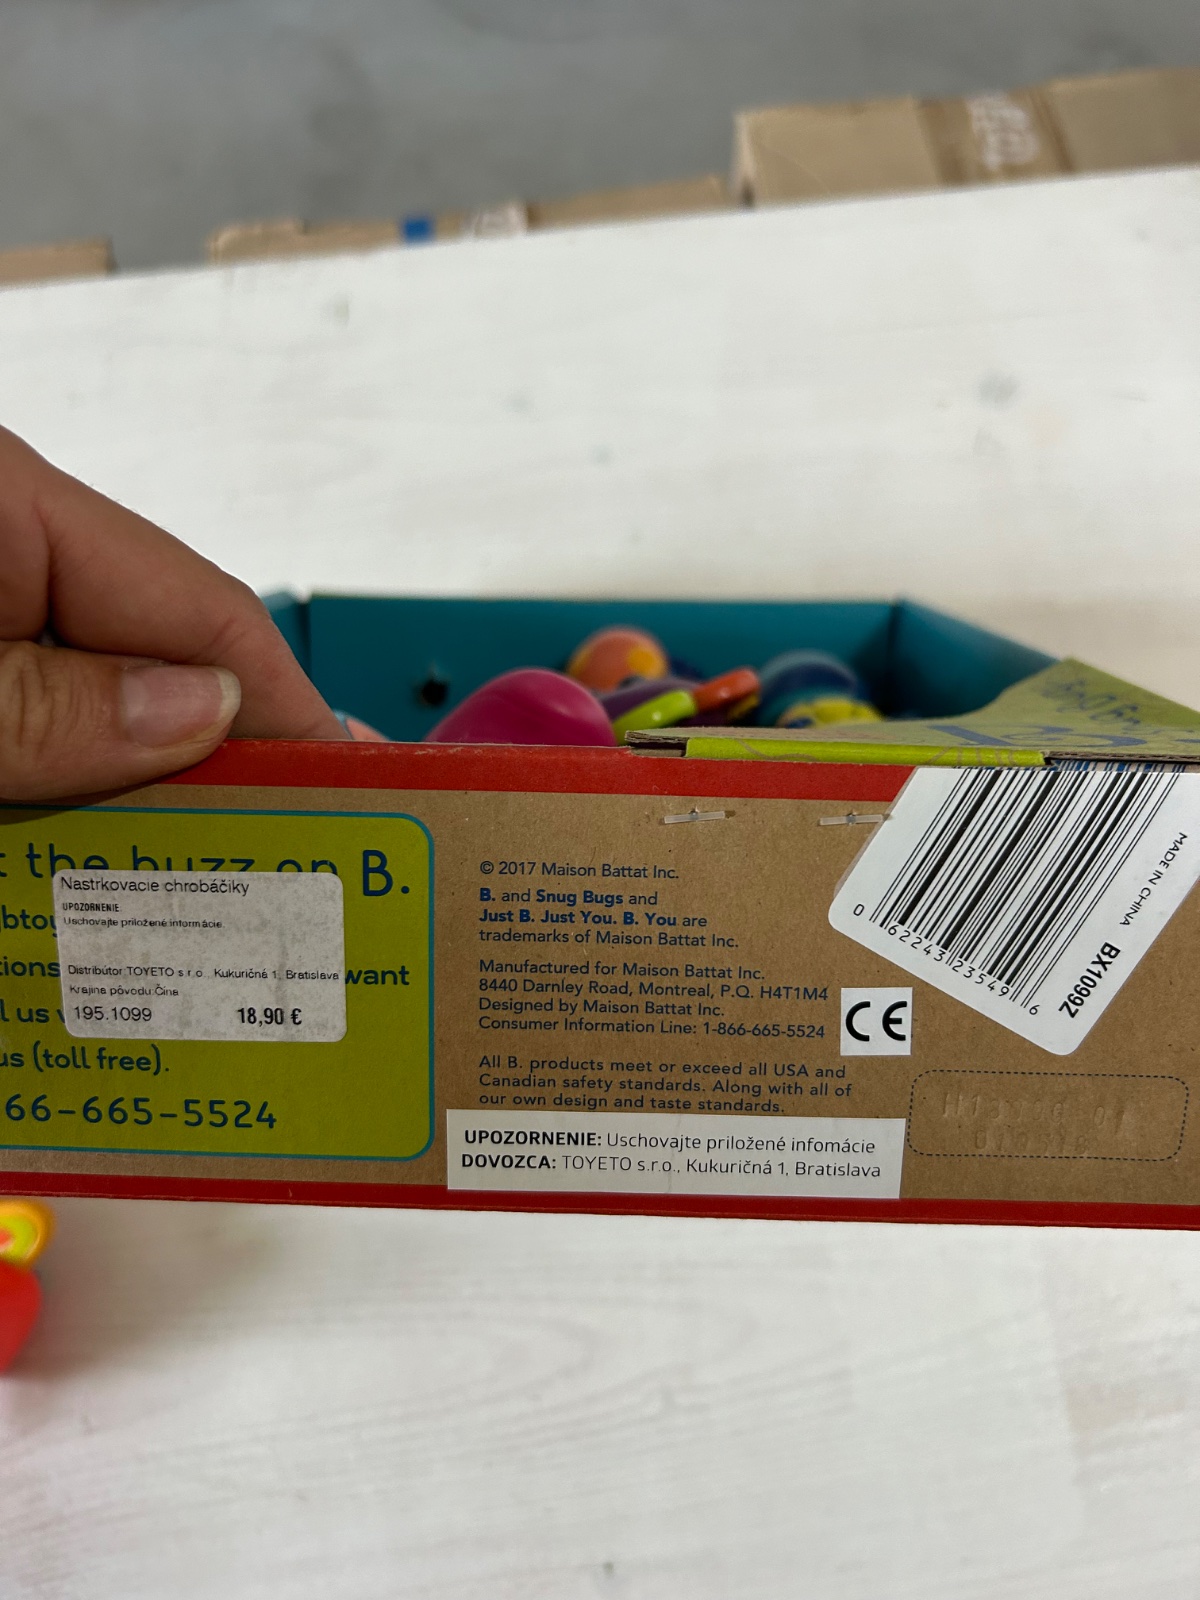 the buzz on B.
want
us (toll free).
66-665-5524
Nastrkovacie chrobáčiky
UPOZORNENIE:
Uschovajte priložené informácie.
Distribútor TOYETO s.r.o., Kukuričná 1, Bratislava
Krajina pôvodu: Čína
195.1099 18,90 €
© 2017 Maison Battat Inc.
B. and Snug Bugs and
Just B. Just You. B. You are
trademarks of Maison Battat Inc.
Manufactured for Maison Battat Inc.
8440 Darnley Road, Montreal, P.Q. H4T1M4
Designed by Maison Battat Inc.
Consumer Information Line: 1-866-665-5524
CE
All B. products meet or exceed all USA and
Canadian safety standards. Along with all of
our own design and taste standards.
UPOZORNENIE: Uschovajte priložené infomácie
DOVOZCA: TOYETO s.r.o., Kukuričná 1, Bratislava
MADE IN CHINA
0 62243 23549 6
BX1099Z